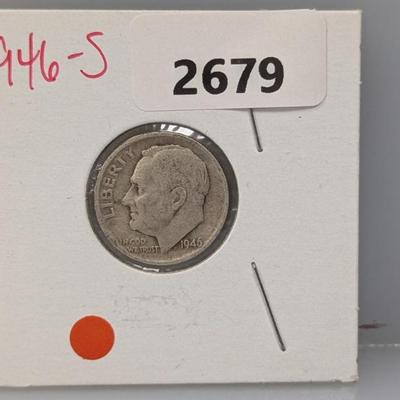 946-S
2679
LIBERTY
IN GOD
WE TRUST
1946